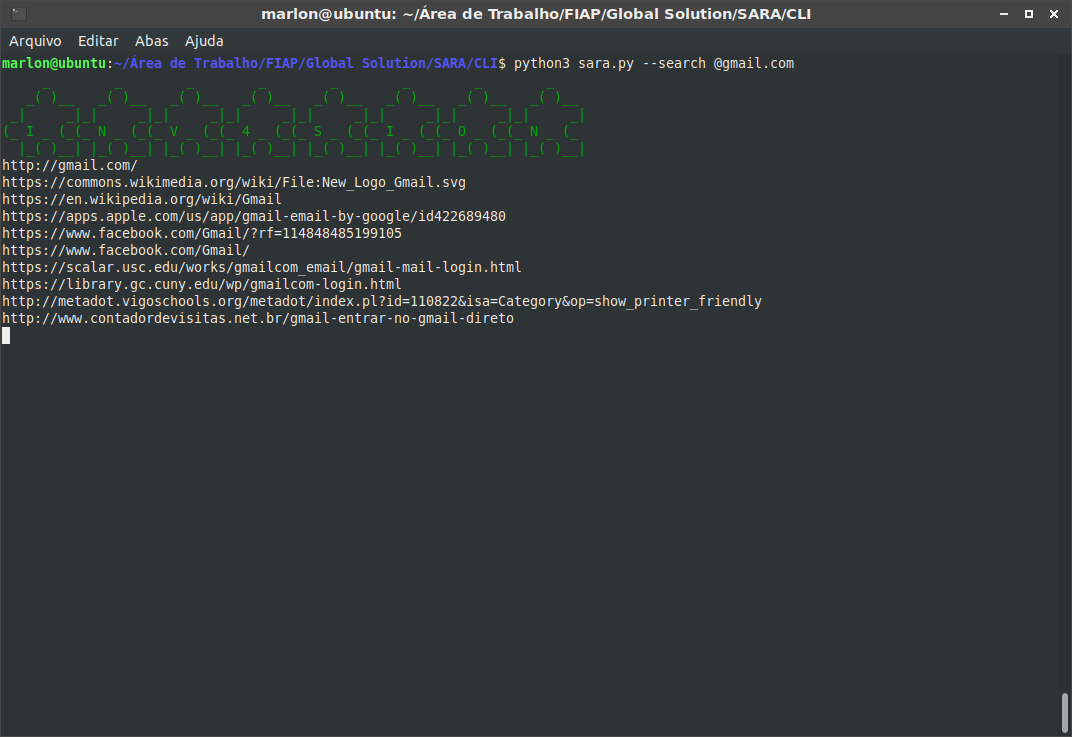 marlon@ubuntu: ~/Área de Trabalho/FIAP/Global Solution/SARA/CLI
Arquivo Editar Abas Ajuda
marlon@ubuntu:~/Área de Trabalho/FIAP/Global Solution/SARA/CLI$ python3 sara.py --search @gmail.com
I N V 4 S I O N
http://gmail.com/
https://commons.wikimedia.org/wiki/File:New_Logo_Gmail.svg
https://en.wikipedia.org/wiki/Gmail
https://apps.apple.com/us/app/gmail-email-by-google/id422689480
https://www.facebook.com/Gmail/?rf=114848485199105
https://www.facebook.com/Gmail/
https://scalar.usc.edu/works/gmailcom_email/gmail-mail-login.html
https://library.gc.cuny.edu/wp/gmailcom-login.html
http://metadot.vigoschools.org/metadot/index.pl?id=110822&isa=Category&op=show_printer_friendly
http://www.contadordevisitas.net.br/gmail-entrar-no-gmail-direto